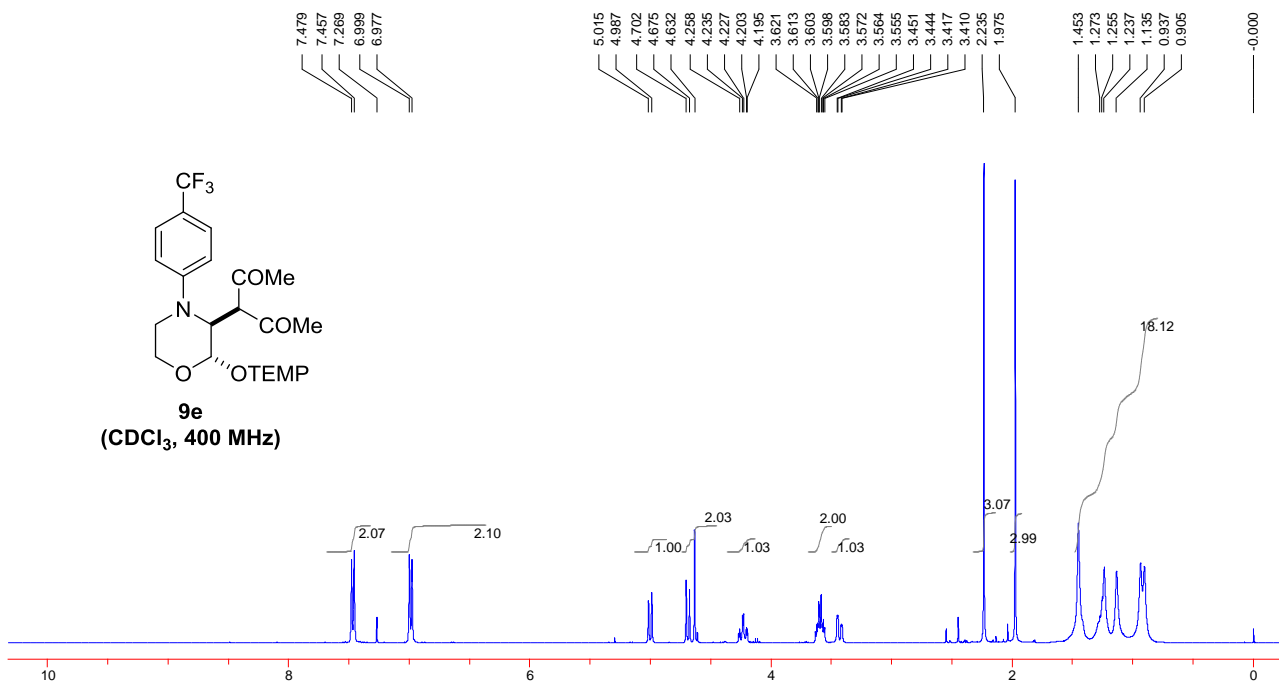 7.479 7.457 7.269 6.999 6.977 5.015 4.987 4.702 4.675 4.632 4.258 4.235 4.227 4.203 4.195 3.621 3.613 3.603 3.598 3.583 3.572 3.564 3.555 3.451 3.444 3.417 3.410 2.235 1.975 1.453 1.273 1.255 1.237 1.135 0.937 0.905 -0.000
CF3
COMe
N
COMe
O OTEMP
9e
(CDCl3, 400 MHz)
18.12
2.07 2.10 1.00 2.03 1.03 2.00 1.03 3.07 2.99
10 8 6 4 2 0